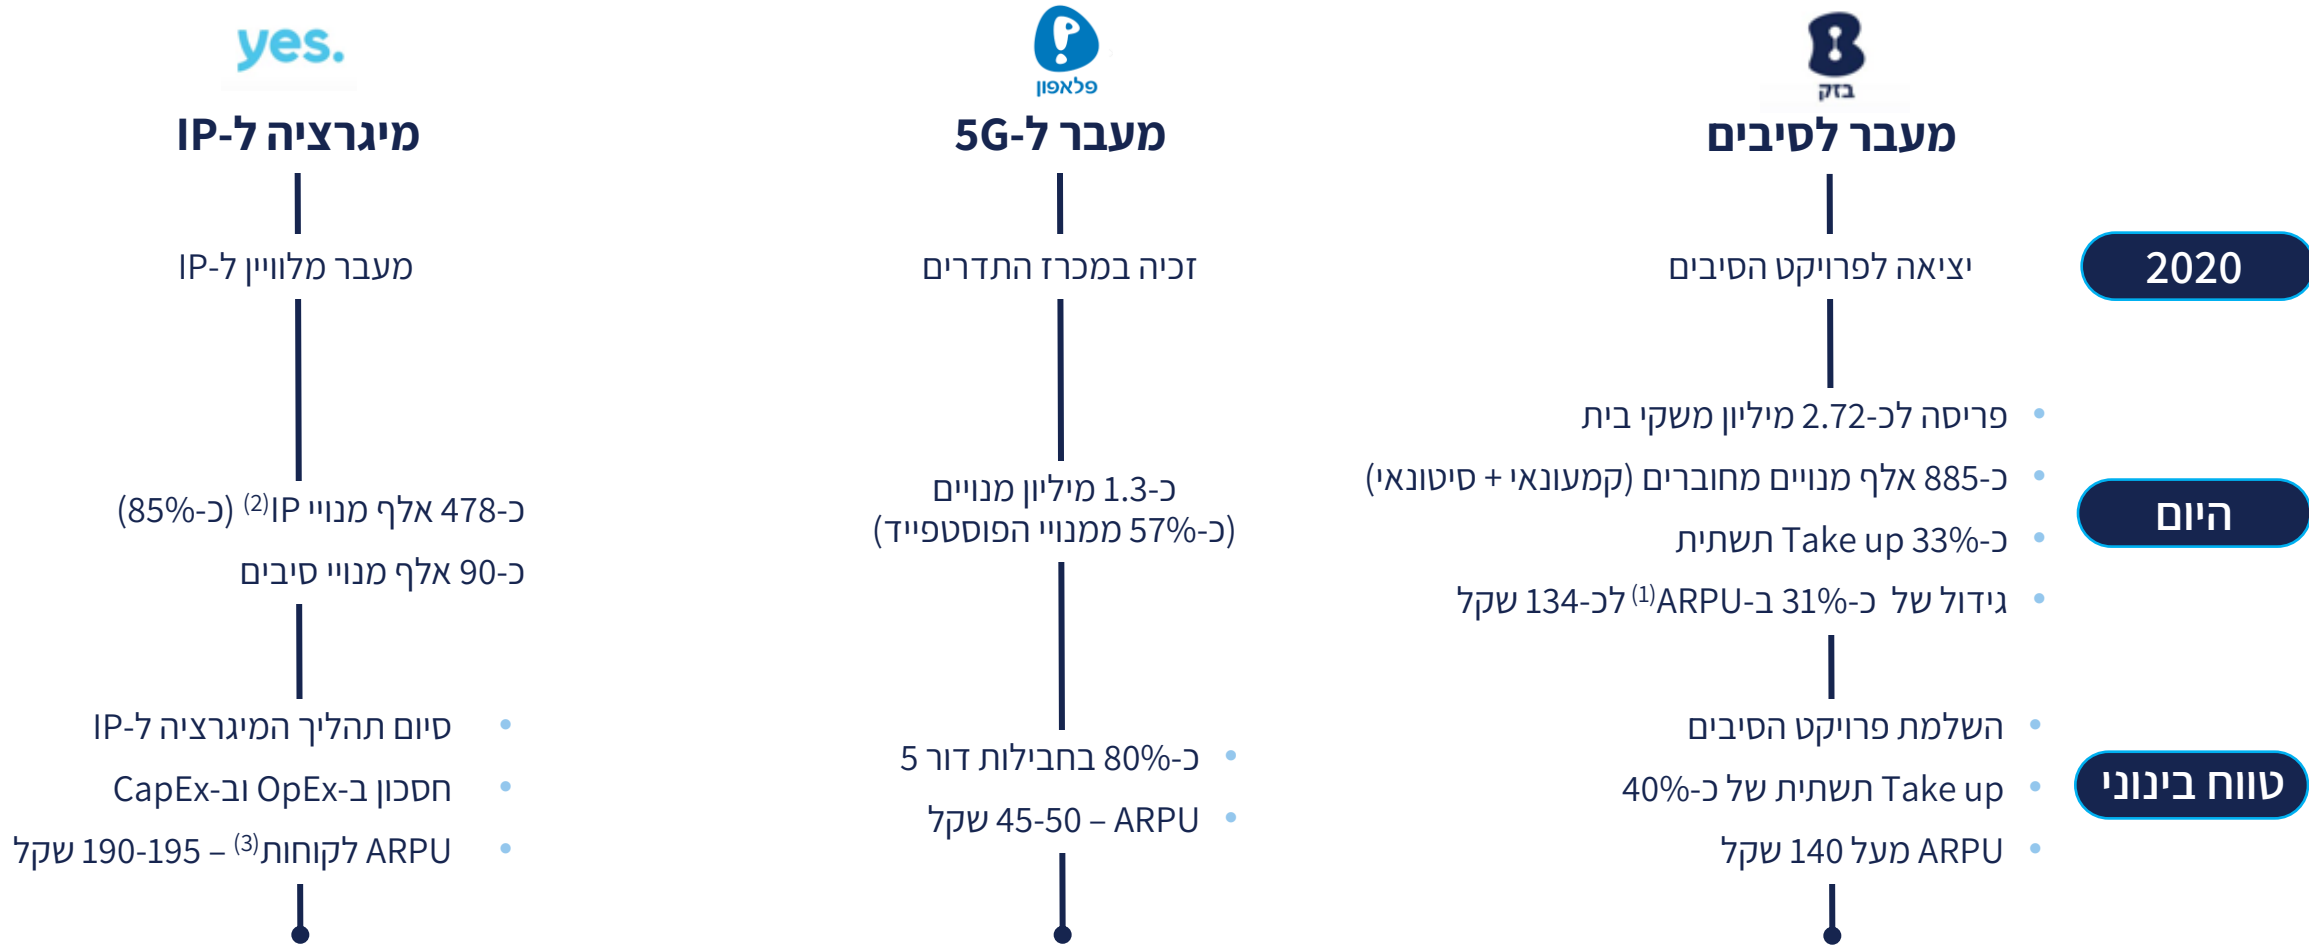 בזק
מעבר לסיבים
פלאפון
מעבר ל-5G
yes.
מיגרציה ל-IP
2020
יציאה לפרויקט הסיבים
זכיה במכרז התדרים
מעבר מלוויין ל-IP
היום
• פריסה לכ-2.72 מיליון משקי בית
• כ-885 אלף מנויים מחוברים (קמעונאי + סיטונאי)
• כ-33% Take up תשתית
• גידול של כ-31% ב-ARPU(1) לכ-134 שקל
כ-1.3 מיליון מנויים
(כ-57% ממנויי הפוסטפייד)
כ-478 אלף מנויי IP(2) (כ-85%)
כ-90 אלף מנויי סיבים
טווח בינוני
• השלמת פרויקט הסיבים
• Take up תשתית של כ-40%
• ARPU מעל 140 שקל
• כ-80% בחבילות דור 5
• ARPU – 45-50 שקל
• סיום תהליך המיגרציה ל-IP
• חסכון ב-OpEx וב-CapEx
• ARPU לקוחות(3) – 190-195 שקל